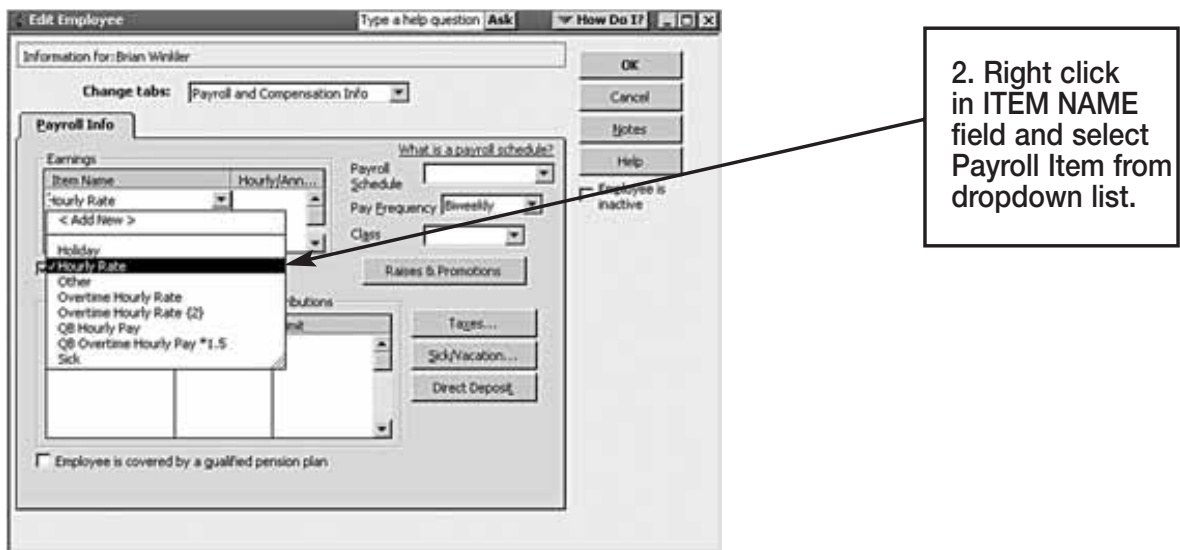 Edit Employee
Type a help question Ask
How Do I?
Information for: Brian Winkler
OK
Change tabs: Payroll and Compensation Info
Cancel
Payroll Info
Notes
What is a payroll schedule?
Help
Earnings
Item Name Hourly/Ann...
Payroll Schedule
Employee is inactive
Hourly Rate
Pay Frequency Biweekly
< Add New >
Class
Holiday
Hourly Rate
Raises & Promotions
Other
Overtime Hourly Rate
Overtime Hourly Rate {2}
QB Hourly Pay
QB Overtime Hourly Pay *1.5
Sick
Taxes...
Sick/Vacation...
Direct Deposit
Employee is covered by a qualified pension plan
2. Right click
in ITEM NAME
field and select
Payroll Item from
dropdown list.